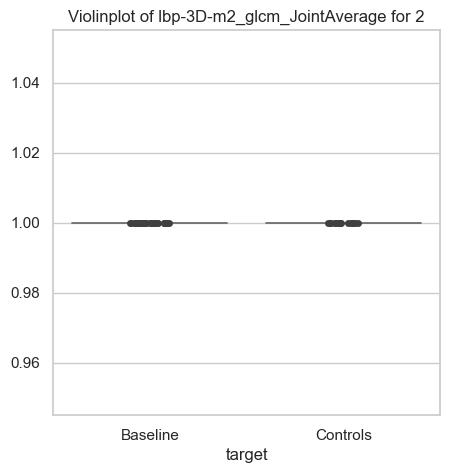 Violinplot of lbp-3D-m2_glcm_JointAverage for 2
1.04
1.02
1.00
0.98
0.96
Baseline
Controls
target